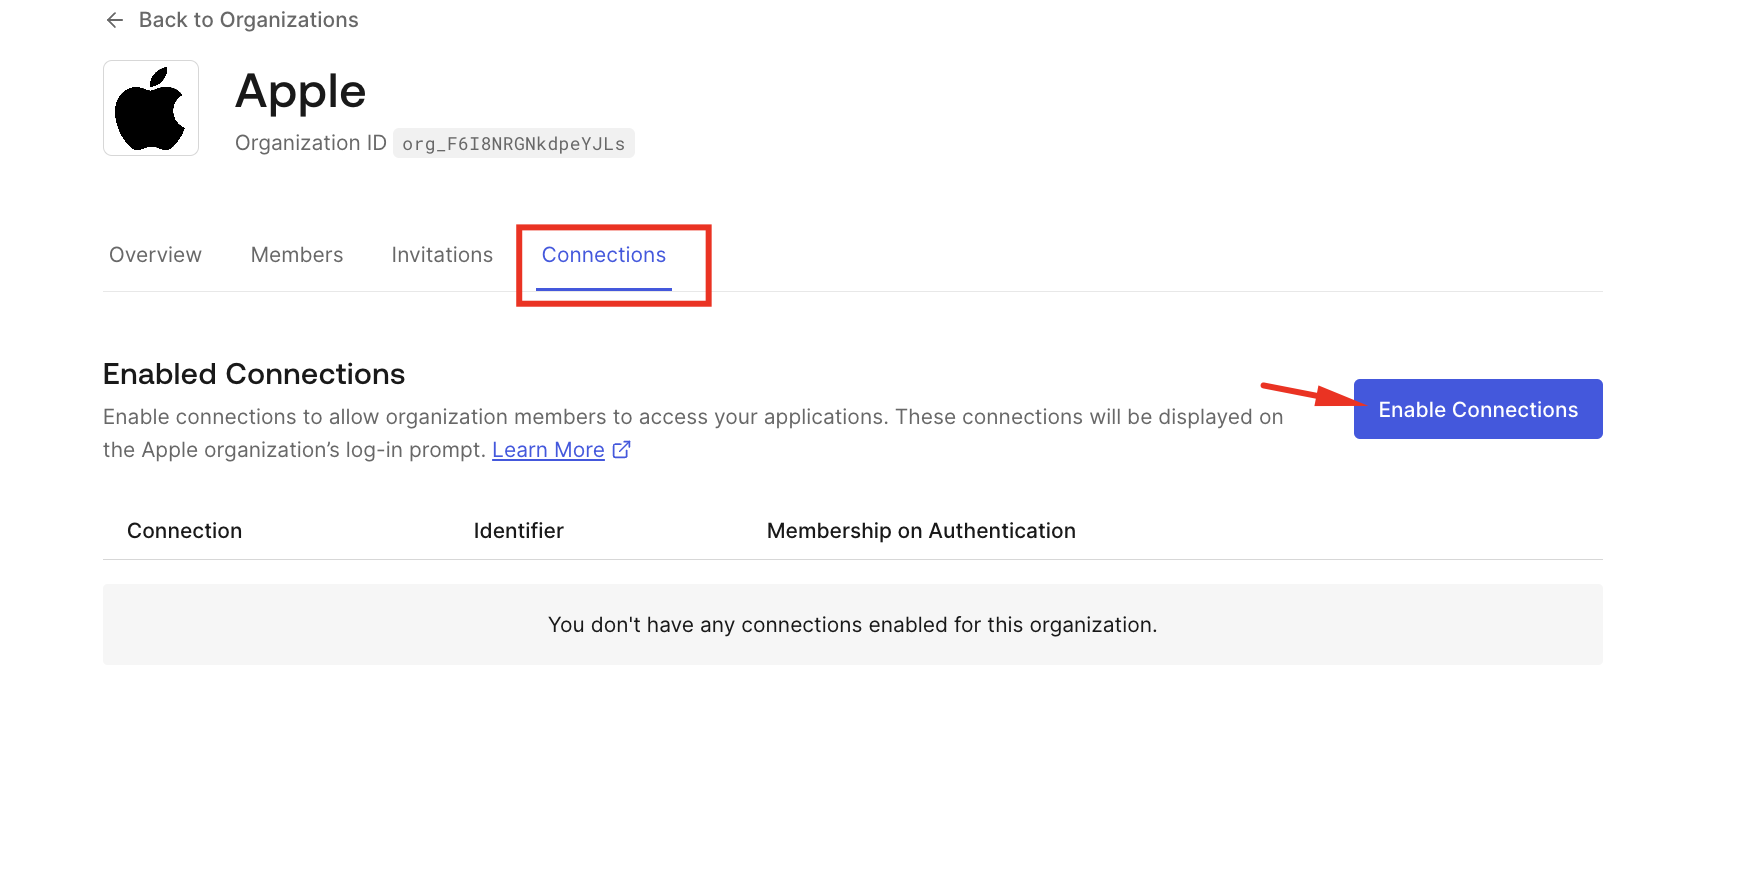 Back to Organizations
Apple
Organization ID org_F6I8NRGNkdpeYJLs
Overview Members Invitations Connections
Enabled Connections
Enable connections to allow organization members to access your applications. These connections will be displayed on
the Apple organization’s log-in prompt. Learn More
Enable Connections
Connection Identifier Membership on Authentication
You don't have any connections enabled for this organization.